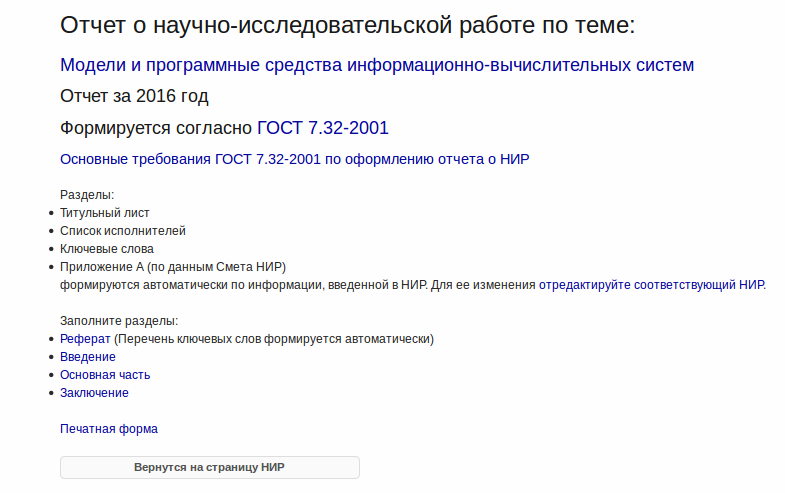 Отчет о научно-исследовательской работе по теме:
Модели и программные средства информационно-вычислительных систем
Отчет за 2016 год
Формируется согласно ГОСТ 7.32-2001
Основные требования ГОСТ 7.32-2001 по оформлению отчета о НИР
Разделы:
• Титульный лист
• Список исполнителей
• Ключевые слова
• Приложение А (по данным Смета НИР)
формируются автоматически по информации, введенной в НИР. Для ее изменения отредактируйте соответствующий НИР.
Заполните разделы:
• Реферат (Перечень ключевых слов формируется автоматически)
• Введение
• Основная часть
• Заключение
Печатная форма
Вернутся на страницу НИР